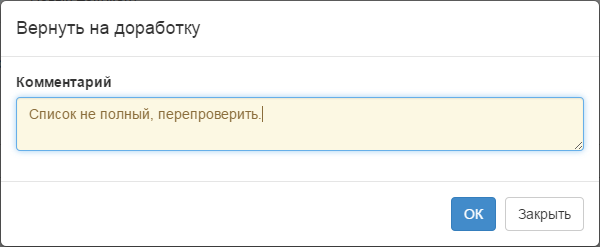 Вернуть на доработку
Комментарий
Список не полный, перепроверить.
ОК
Закрыть